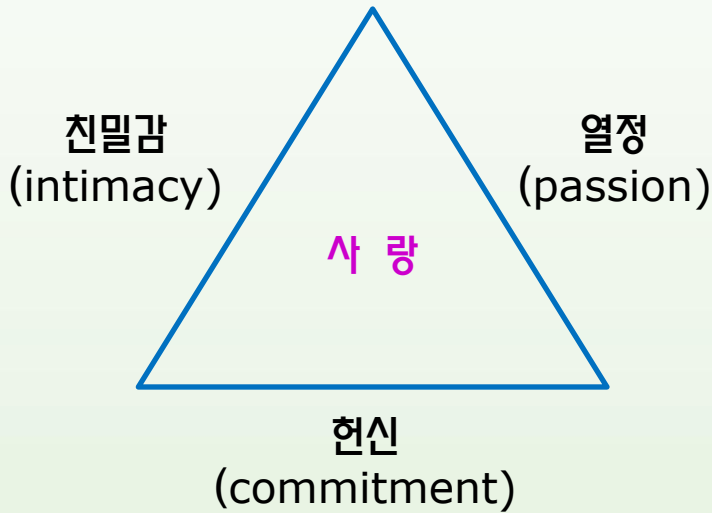 친밀감
(intimacy)
열정
(passion)
사 랑
헌신
(commitment)